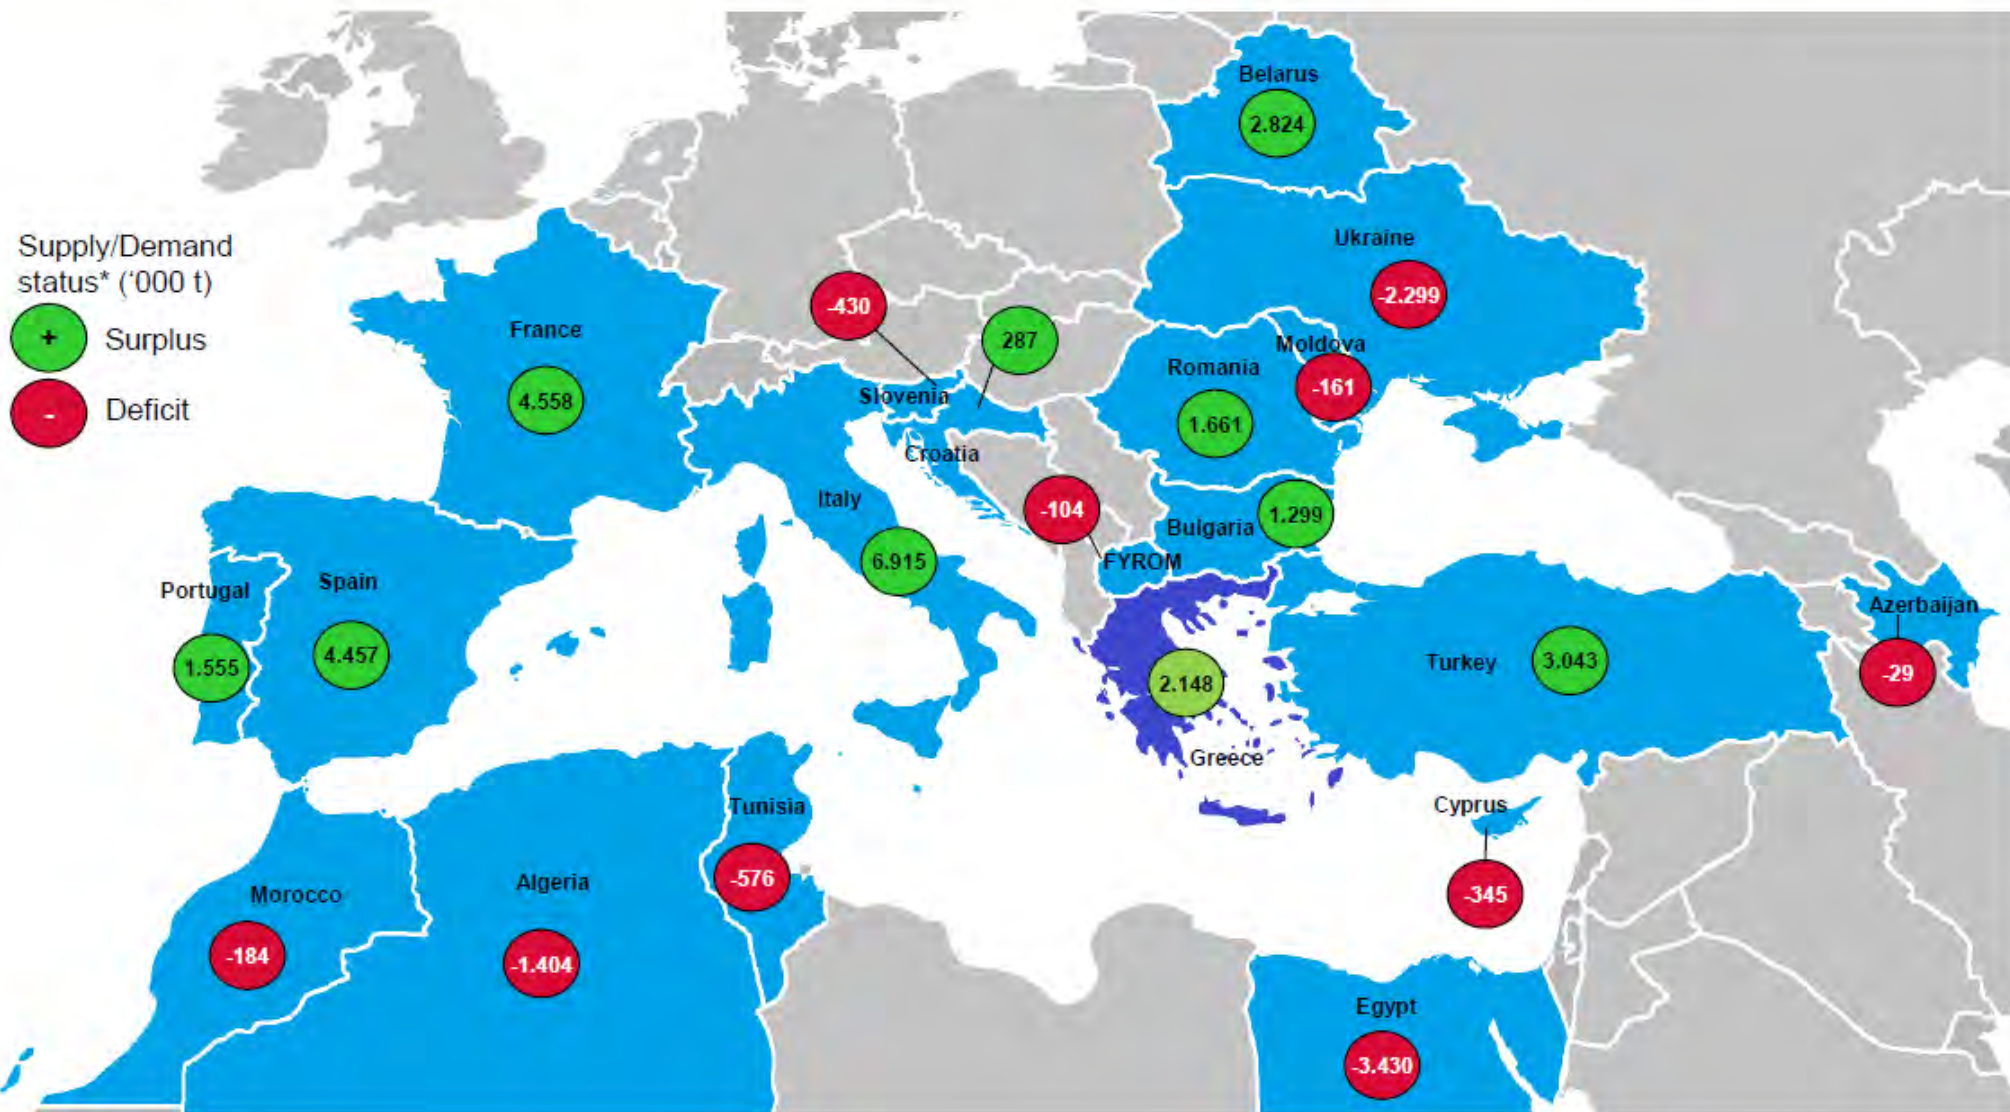 Supply/Demand
status* (‘000 t)
+
Surplus
-
Deficit
Belarus
2.824
Ukraine
-2.299
-430
287
France
4.558
Moldova
-161
Romania
1.661
Slovenia
Croatia
Italy
6.915
-104
FYROM
Bulgaria
1.299
Portugal
1.555
Spain
4.457
Azerbaijan
-29
Turkey
3.043
2.148
Greece
Cyprus
-345
Tunisia
-576
Morocco
-184
Algeria
-1.404
Egypt
-3.430